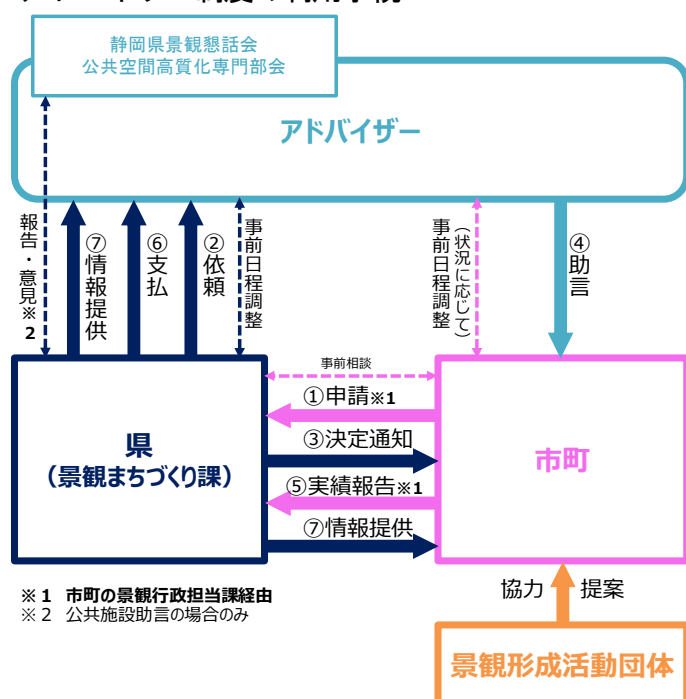 静岡県景観懇話会
公共空間高質化専門部会
アドバイザー
報告・意見※2
⑦情報提供
⑥支払
②依頼
事前日程調整
事前日程調整
(状況に応じて)
④助言
事前相談
①申請※1
③決定通知
⑤実績報告※1
⑦情報提供
県
(景観まちづくり課)
市町
※1 市町の景観行政担当課経由
※2 公共施設助言の場合のみ
協力 提案
景観形成活動団体